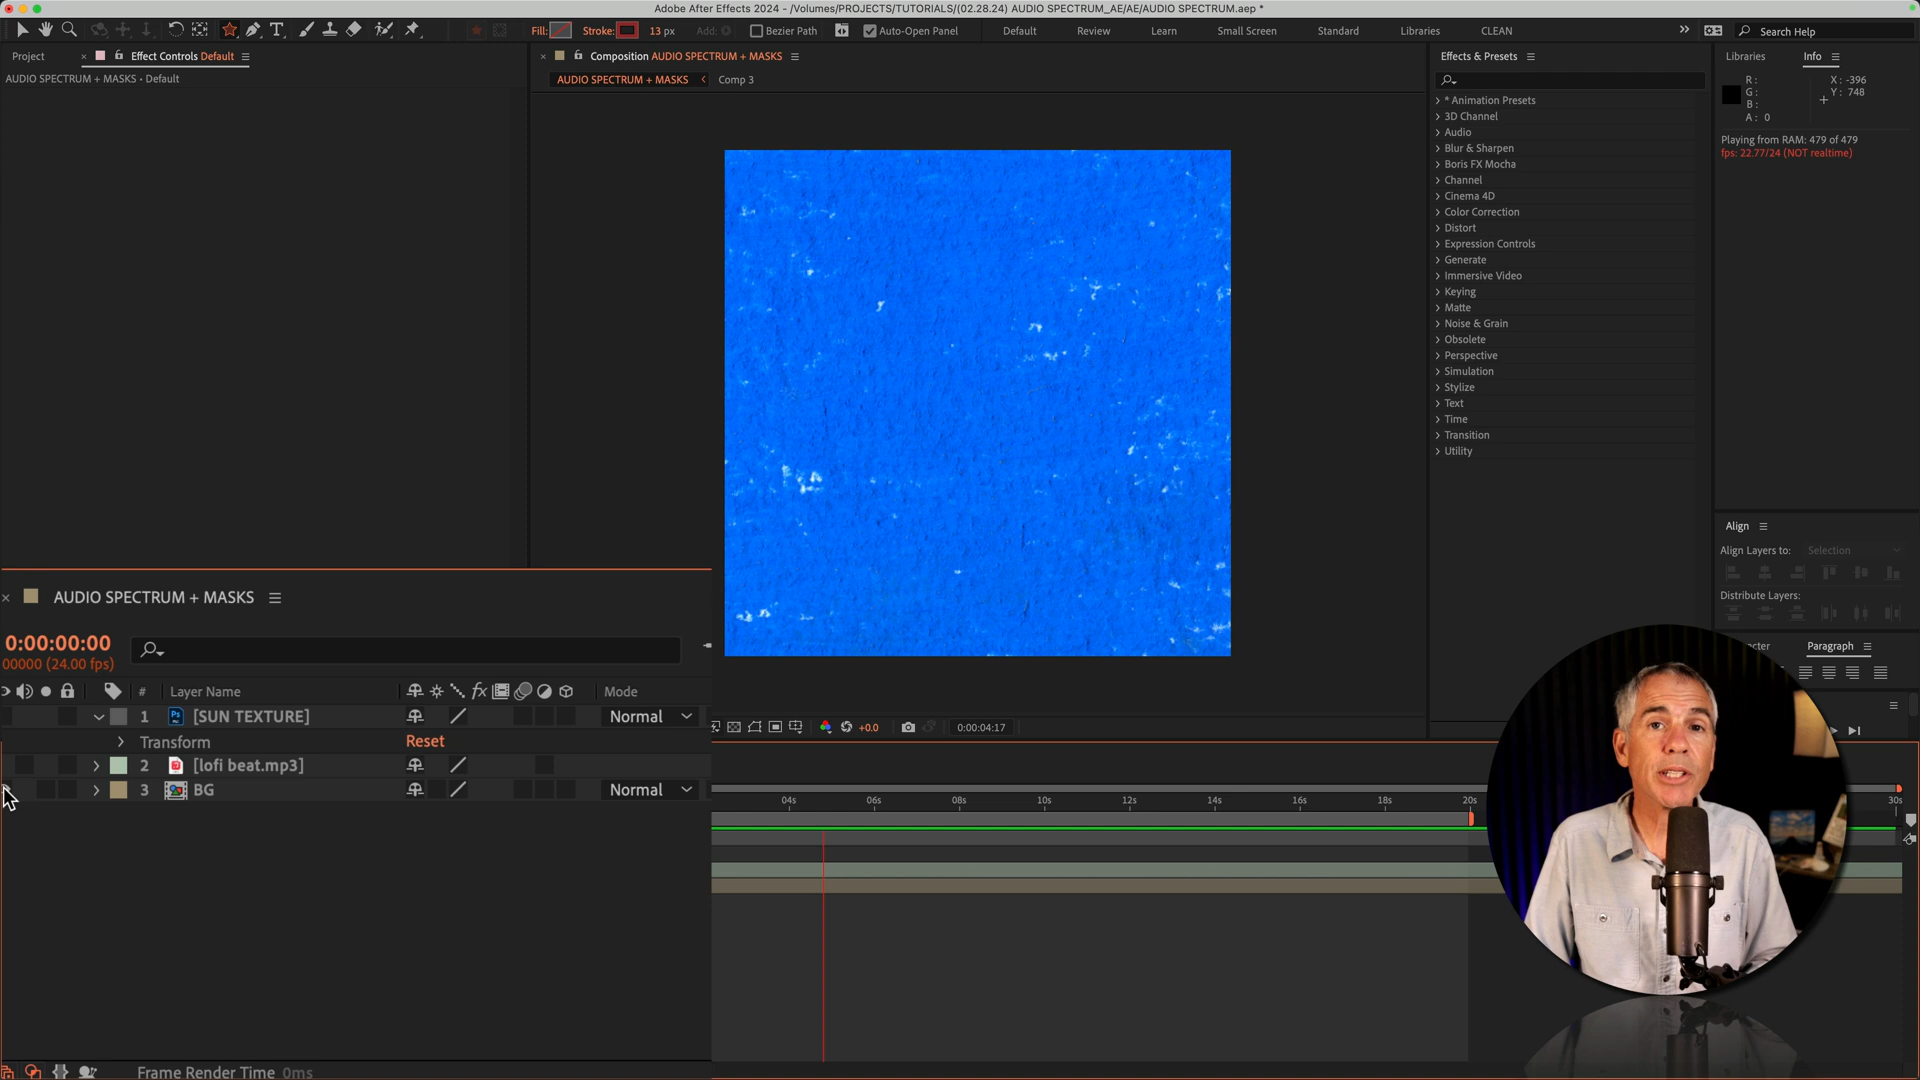 Adobe After Effects 2024 - /Volumes/PROJECTS/TUTORIALS/(02.28.24) AUDIO SPECTRUM_AE/AE/AUDIO SPECTRUM.aep *
Fill: Stroke: 13 px Add: Bezier Path Auto-Open Panel Default Review Learn Small Screen Standard Libraries CLEAN Search Help
Project Effect Controls Default
AUDIO SPECTRUM + MASKS • Default
Composition AUDIO SPECTRUM + MASKS
AUDIO SPECTRUM + MASKS Comp 3
Effects & Presets
* Animation Presets
3D Channel
Audio
Blur & Sharpen
Boris FX Mocha
Channel
Cinema 4D
Color Correction
Distort
Expression Controls
Generate
Immersive Video
Keying
Matte
Noise & Grain
Obsolete
Perspective
Simulation
Stylize
Text
Time
Transition
Utility
Libraries Info
R : X : -396
G : Y : 748
B :
A : 0
Playing from RAM: 479 of 479
fps: 22.77/24 (NOT realtime)
Align
Align Layers to: Selection
Distribute Layers:
Paragraph
AUDIO SPECTRUM + MASKS
0:00:00:00
00000 (24.00 fps)
# Layer Name fx Mode
1 Ps [SUN TEXTURE] Normal
Transform Reset
2 [lofi beat.mp3]
3 BG Normal
+0.0 0:00:04:17
04s 06s 08s 10s 12s 14s 16s 18s 20s 30s
Frame Render Time 0ms